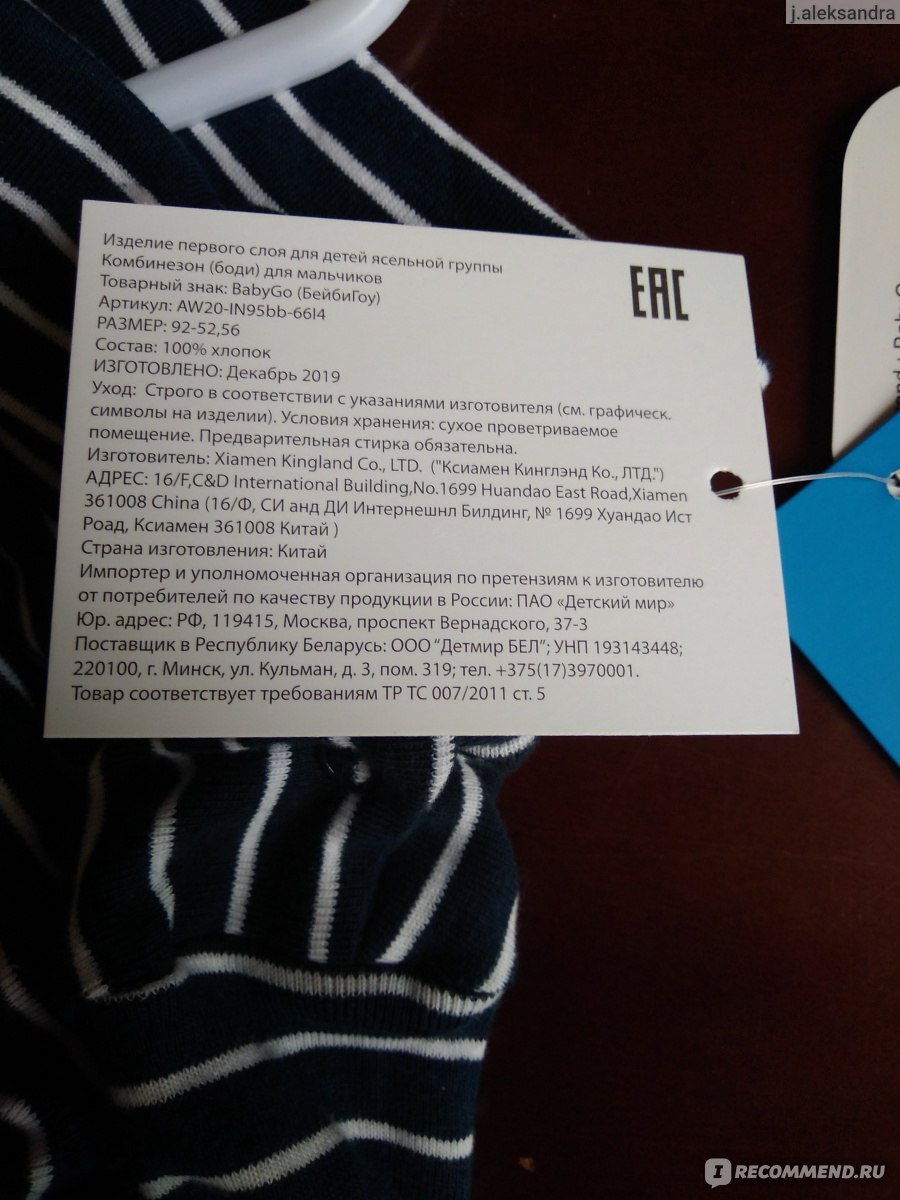 j.aleksandra
Изделие первого слоя для детей ясельной группы
Комбинезон (боди) для мальчиков
Товарный знак: BabyGo (БейбиГоу)
Артикул: AW20-IN95bb-66l4
РАЗМЕР: 92-52,56
Состав: 100% хлопок
ИЗГОТОВЛЕНО: Декабрь 2019
Уход: Строго в соответствии с указаниями изготовителя (см. графическ.
символы на изделии). Условия хранения: сухое проветриваемое
помещение. Предварительная стирка обязательна.
Изготовитель: Xiamen Kingland Co., LTD. ("Ксиамен Кинглэнд Ко., ЛТД.")
АДРЕС: 16/F,C&D International Building,No.1699 Huandao East Road,Xiamen
361008 China (16/Ф, СИ анд ДИ Интернешнл Билдинг, № 1699 Хуандао Ист
Роад, Ксиамен 361008 Китай )
Страна изготовления: Китай
Импортер и уполномоченная организация по претензиям к изготовителю
от потребителей по качеству продукции в России: ПАО «Детский мир»
Юр. адрес: РФ, 119415, Москва, проспект Вернадского, 37-3
Поставщик в Республику Беларусь: ООО "Детмир БЕЛ"; УНП 193143448;
220100, г. Минск, ул. Кульман, д. 3, пом. 319; тел. +375(17)3970001.
Товар соответствует требованиям ТР ТС 007/2011 ст. 5
EAC
IRECOMMEND.RU